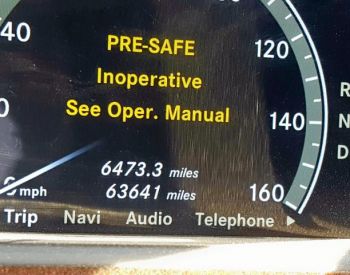 40
120
PRE-SAFE
Inoperative
See Oper. Manual
140
R
N
D
6473.3 miles
63641 miles
mph
160
Trip Navi Audio Telephone